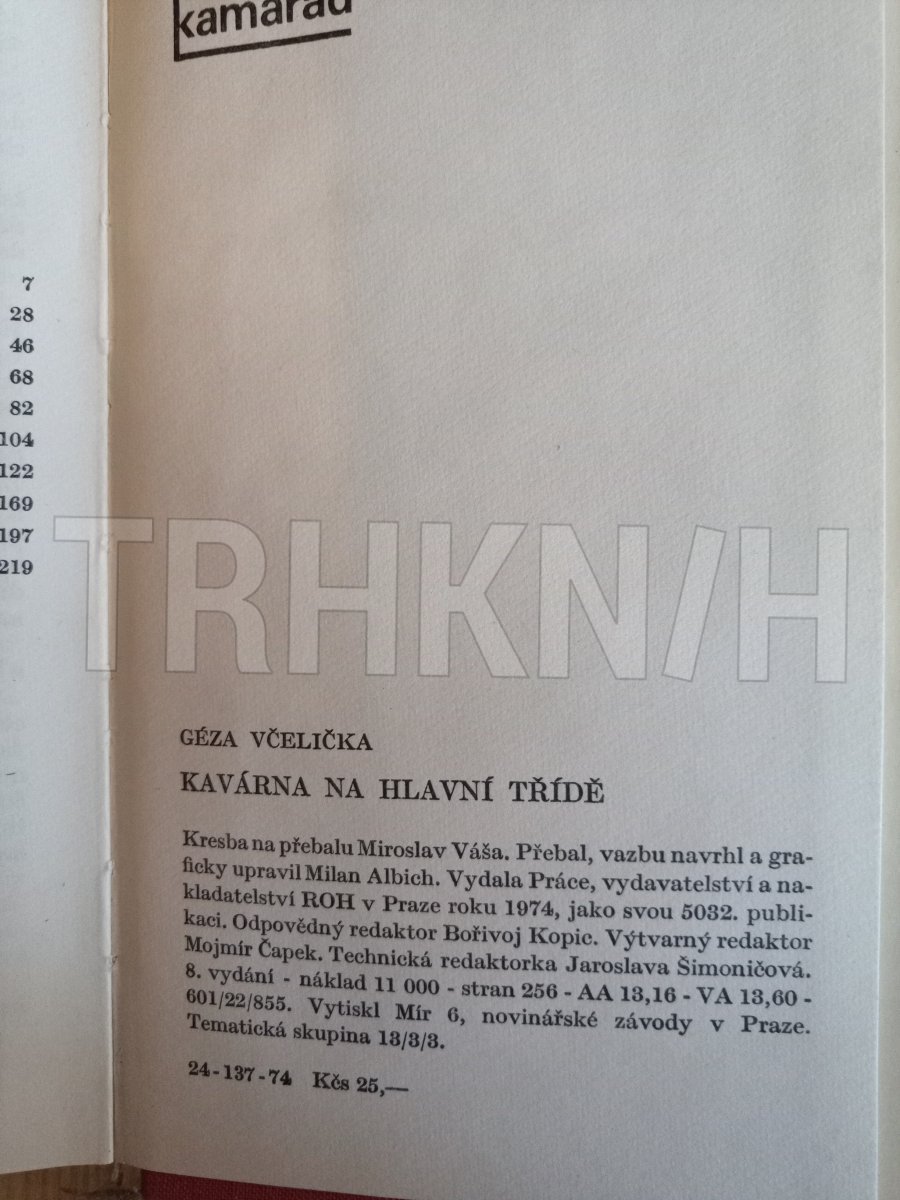 kamarád
7
28
46
68
82
104
122
169
197
219
TRHKNIH
GÉZA VČELIČKA
KAVÁRNA NA HLAVNÍ TŘÍDĚ
Kresba na přebalu Miroslav Váša. Přebal, vazbu navrhl a gra-
ficky upravil Milan Albich. Vydala Práce, vydavatelství a na-
kladatelství ROH v Praze roku 1974, jako svou 5032. publi-
kaci. Odpovědný redaktor Bořivoj Kopic. Výtvarný redaktor
Mojmír Čapek. Technická redaktorka Jaroslava Šimoničová.
8. vydání - náklad 11 000 - stran 256 - AA 13,16 - VA 13,60 -
601/22/855. Vytiskl Mír 6, novinářské závody v Praze.
Tematická skupina 13/3/3.
24-137-74 Kčs 25,—